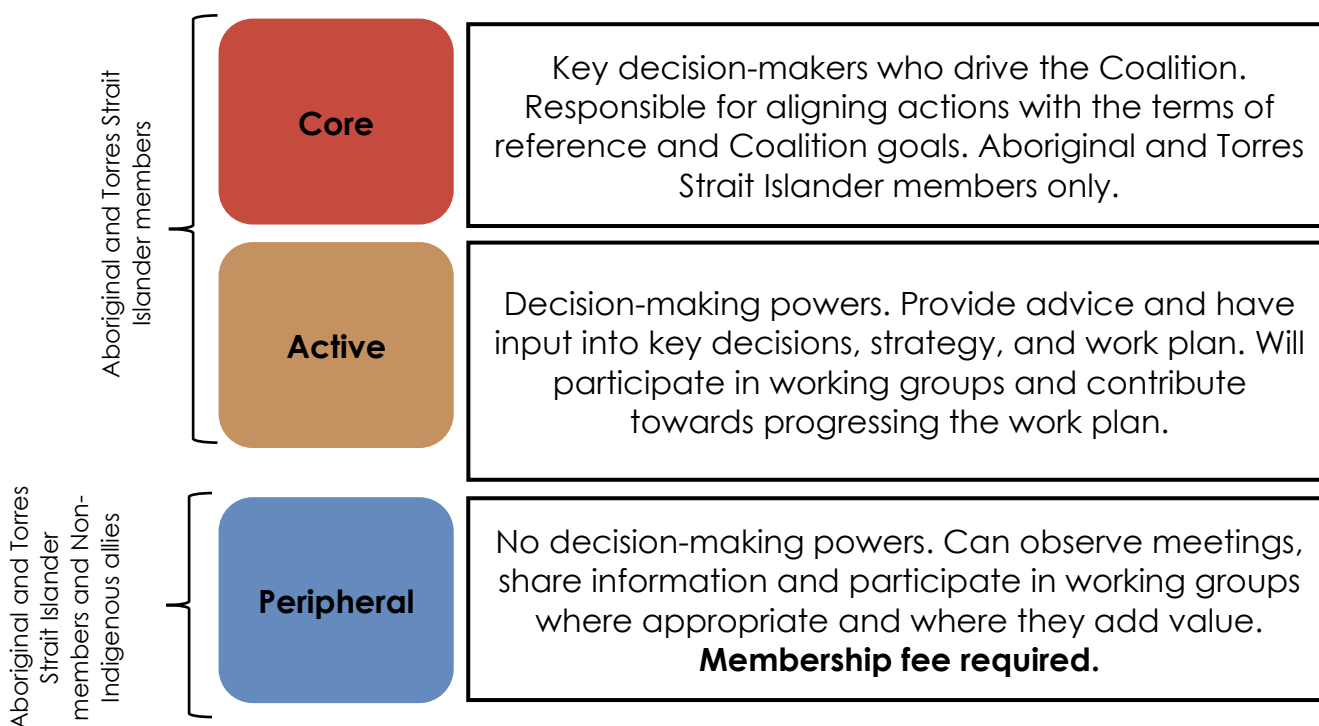 Aboriginal and Torres Strait
Islander members
Core
Key decision-makers who drive the Coalition.
Responsible for aligning actions with the terms of
reference and Coalition goals. Aboriginal and Torres
Strait Islander members only.
Active
Decision-making powers. Provide advice and have
input into key decisions, strategy, and work plan. Will
participate in working groups and contribute
towards progressing the work plan.
Aboriginal and Torres
Strait Islander
members and Non-
Indigenous allies
Peripheral
No decision-making powers. Can observe meetings,
share information and participate in working groups
where appropriate and where they add value.
Membership fee required.